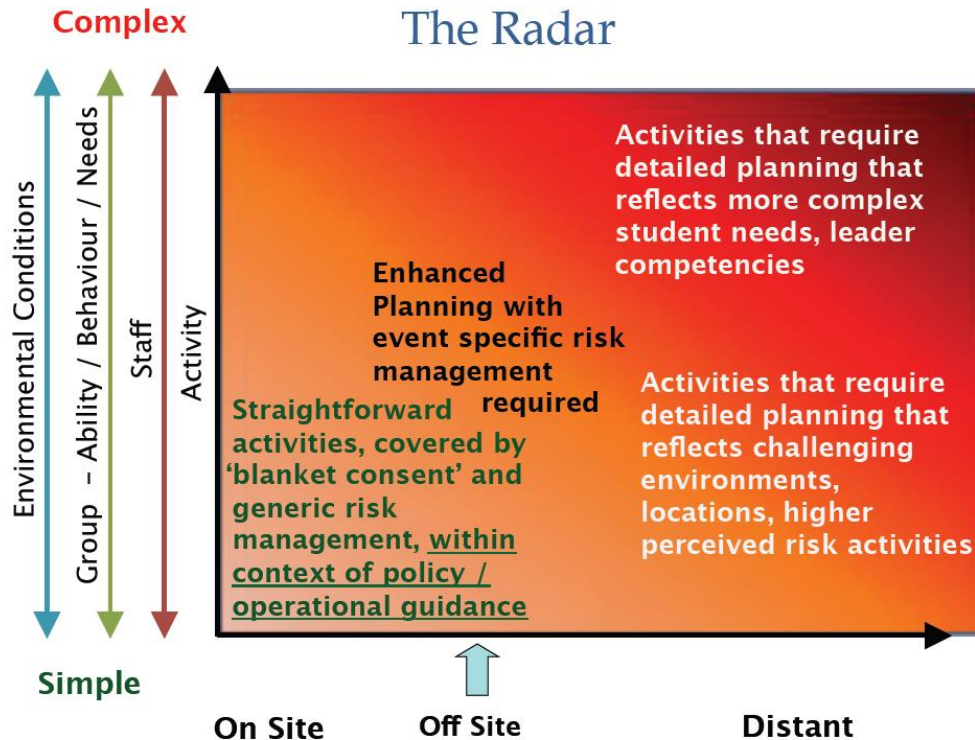 Complex
The Radar
Environmental Conditions
Group - Ability / Behaviour / Needs
Staff
Activity
Activities that require
detailed planning that
reflects more complex
student needs, leader
competencies
Enhanced
Planning with
event specific risk
management
required
Straightforward
activities, covered by
‘blanket consent’ and
generic risk
management, within
context of policy /
operational guidance
Activities that require
detailed planning that
reflects challenging
environments,
locations, higher
perceived risk activities
Simple
On Site
Off Site
Distant